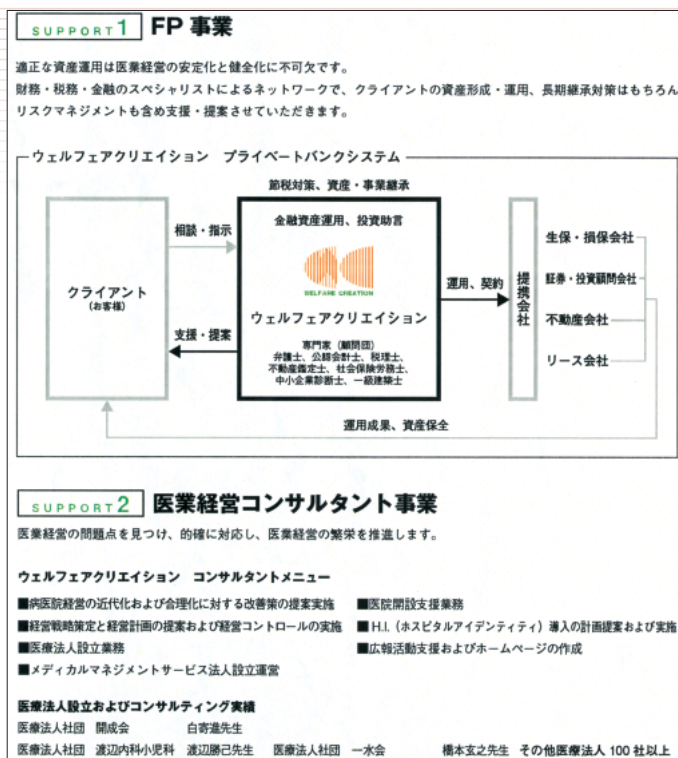 SUPPORT1 FP 事業
適正な資産運用は医業経営の安定化と健全化に不可欠です。
財務・税務・金融のスペシャリストによるネットワークで、クライアントの資産形成・運用、長期継承対策はもちろん
リスクマネジメントも含め支援・提案させていただきます。
ウェルフェアクリエイション プライベートバンクシステム
節税対策、資産・事業継承
金融資産運用、投資助言
相談・指示
クライアント
(お客様)
支援・提案
WELFARE CREATION
ウェルフェアクリエイション
専門家（顧問団）
弁護士、公認会計士、税理士、
不動産鑑定士、社会保険労務士、
中小企業診断士、一級建築士
運用、契約
提携会社
生保・損保会社
証券・投資顧問会社
不動産会社
リース会社
運用成果、資産保全
SUPPORT2 医業経営コンサルタント事業
医業経営の問題点を見つけ、的確に対応し、医業経営の繁栄を推進します。
ウェルフェアクリエイション コンサルタントメニュー
■病医院経営の近代化および合理化に対する改善策の提案実施 ■医院開設支援業務
■経営戦略策定と経営計画の提案および経営コントロールの実施 ■H.I.（ホスピタルアイデンティティ）導入の計画提案および実施
■医療法人設立業務 ■広報活動支援およびホームページの作成
■メディカルマネジメントサービス法人設立運営
医療法人設立およびコンサルティング実績
医療法人社団 開成会 白寄進先生
医療法人社団 渡辺内科小児科 渡辺勝己先生 医療法人社団 一水会 橋本玄之先生 その他医療法人 100 社以上